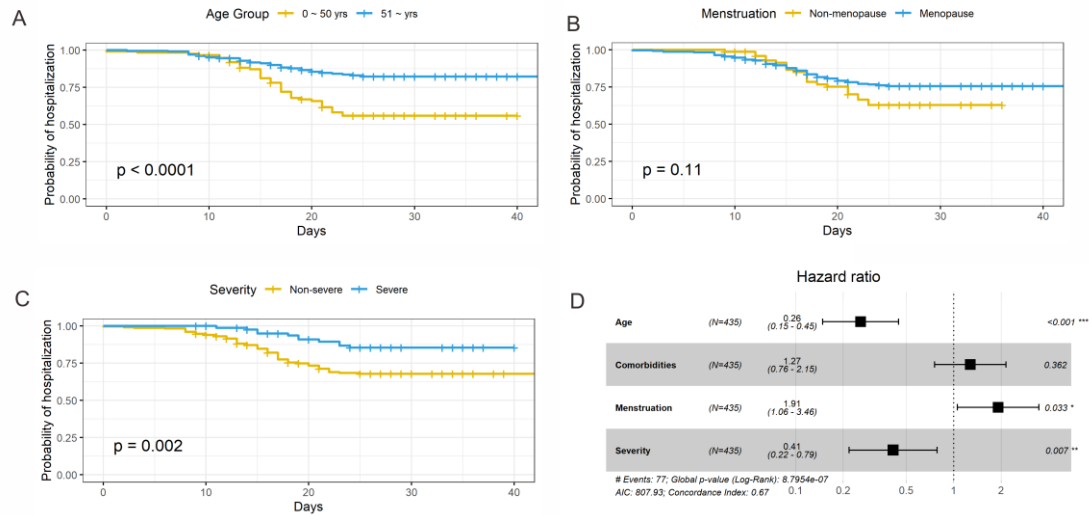 A
Age Group 0 ~ 50 yrs 51 ~ yrs
Probability of hospitalization
1.00
0.75
0.50
0.25
0.00
p < 0.0001
0 10 20 30 40
Days
B
Menstruation Non-menopause Menopause
Probability of hospitalization
1.00
0.75
0.50
0.25
0.00
p = 0.11
0 10 20 30 40
Days
C
Severity Non-severe Severe
Probability of hospitalization
1.00
0.75
0.50
0.25
0.00
p = 0.002
0 10 20 30 40
Days
D
Hazard ratio
Age (N=435) 0.26 <0.001 ***
(0.15 - 0.45)
Comorbidities (N=435) 1.27 0.362
(0.76 - 2.15)
Menstruation (N=435) 1.91 0.033 *
(1.06 - 3.46)
Severity (N=435) 0.41 0.007 **
(0.22 - 0.79)
# Events: 77; Global p-value (Log-Rank): 8.7954e-07
AIC: 807.93; Concordance Index: 0.67
0.1 0.2 0.5 1 2